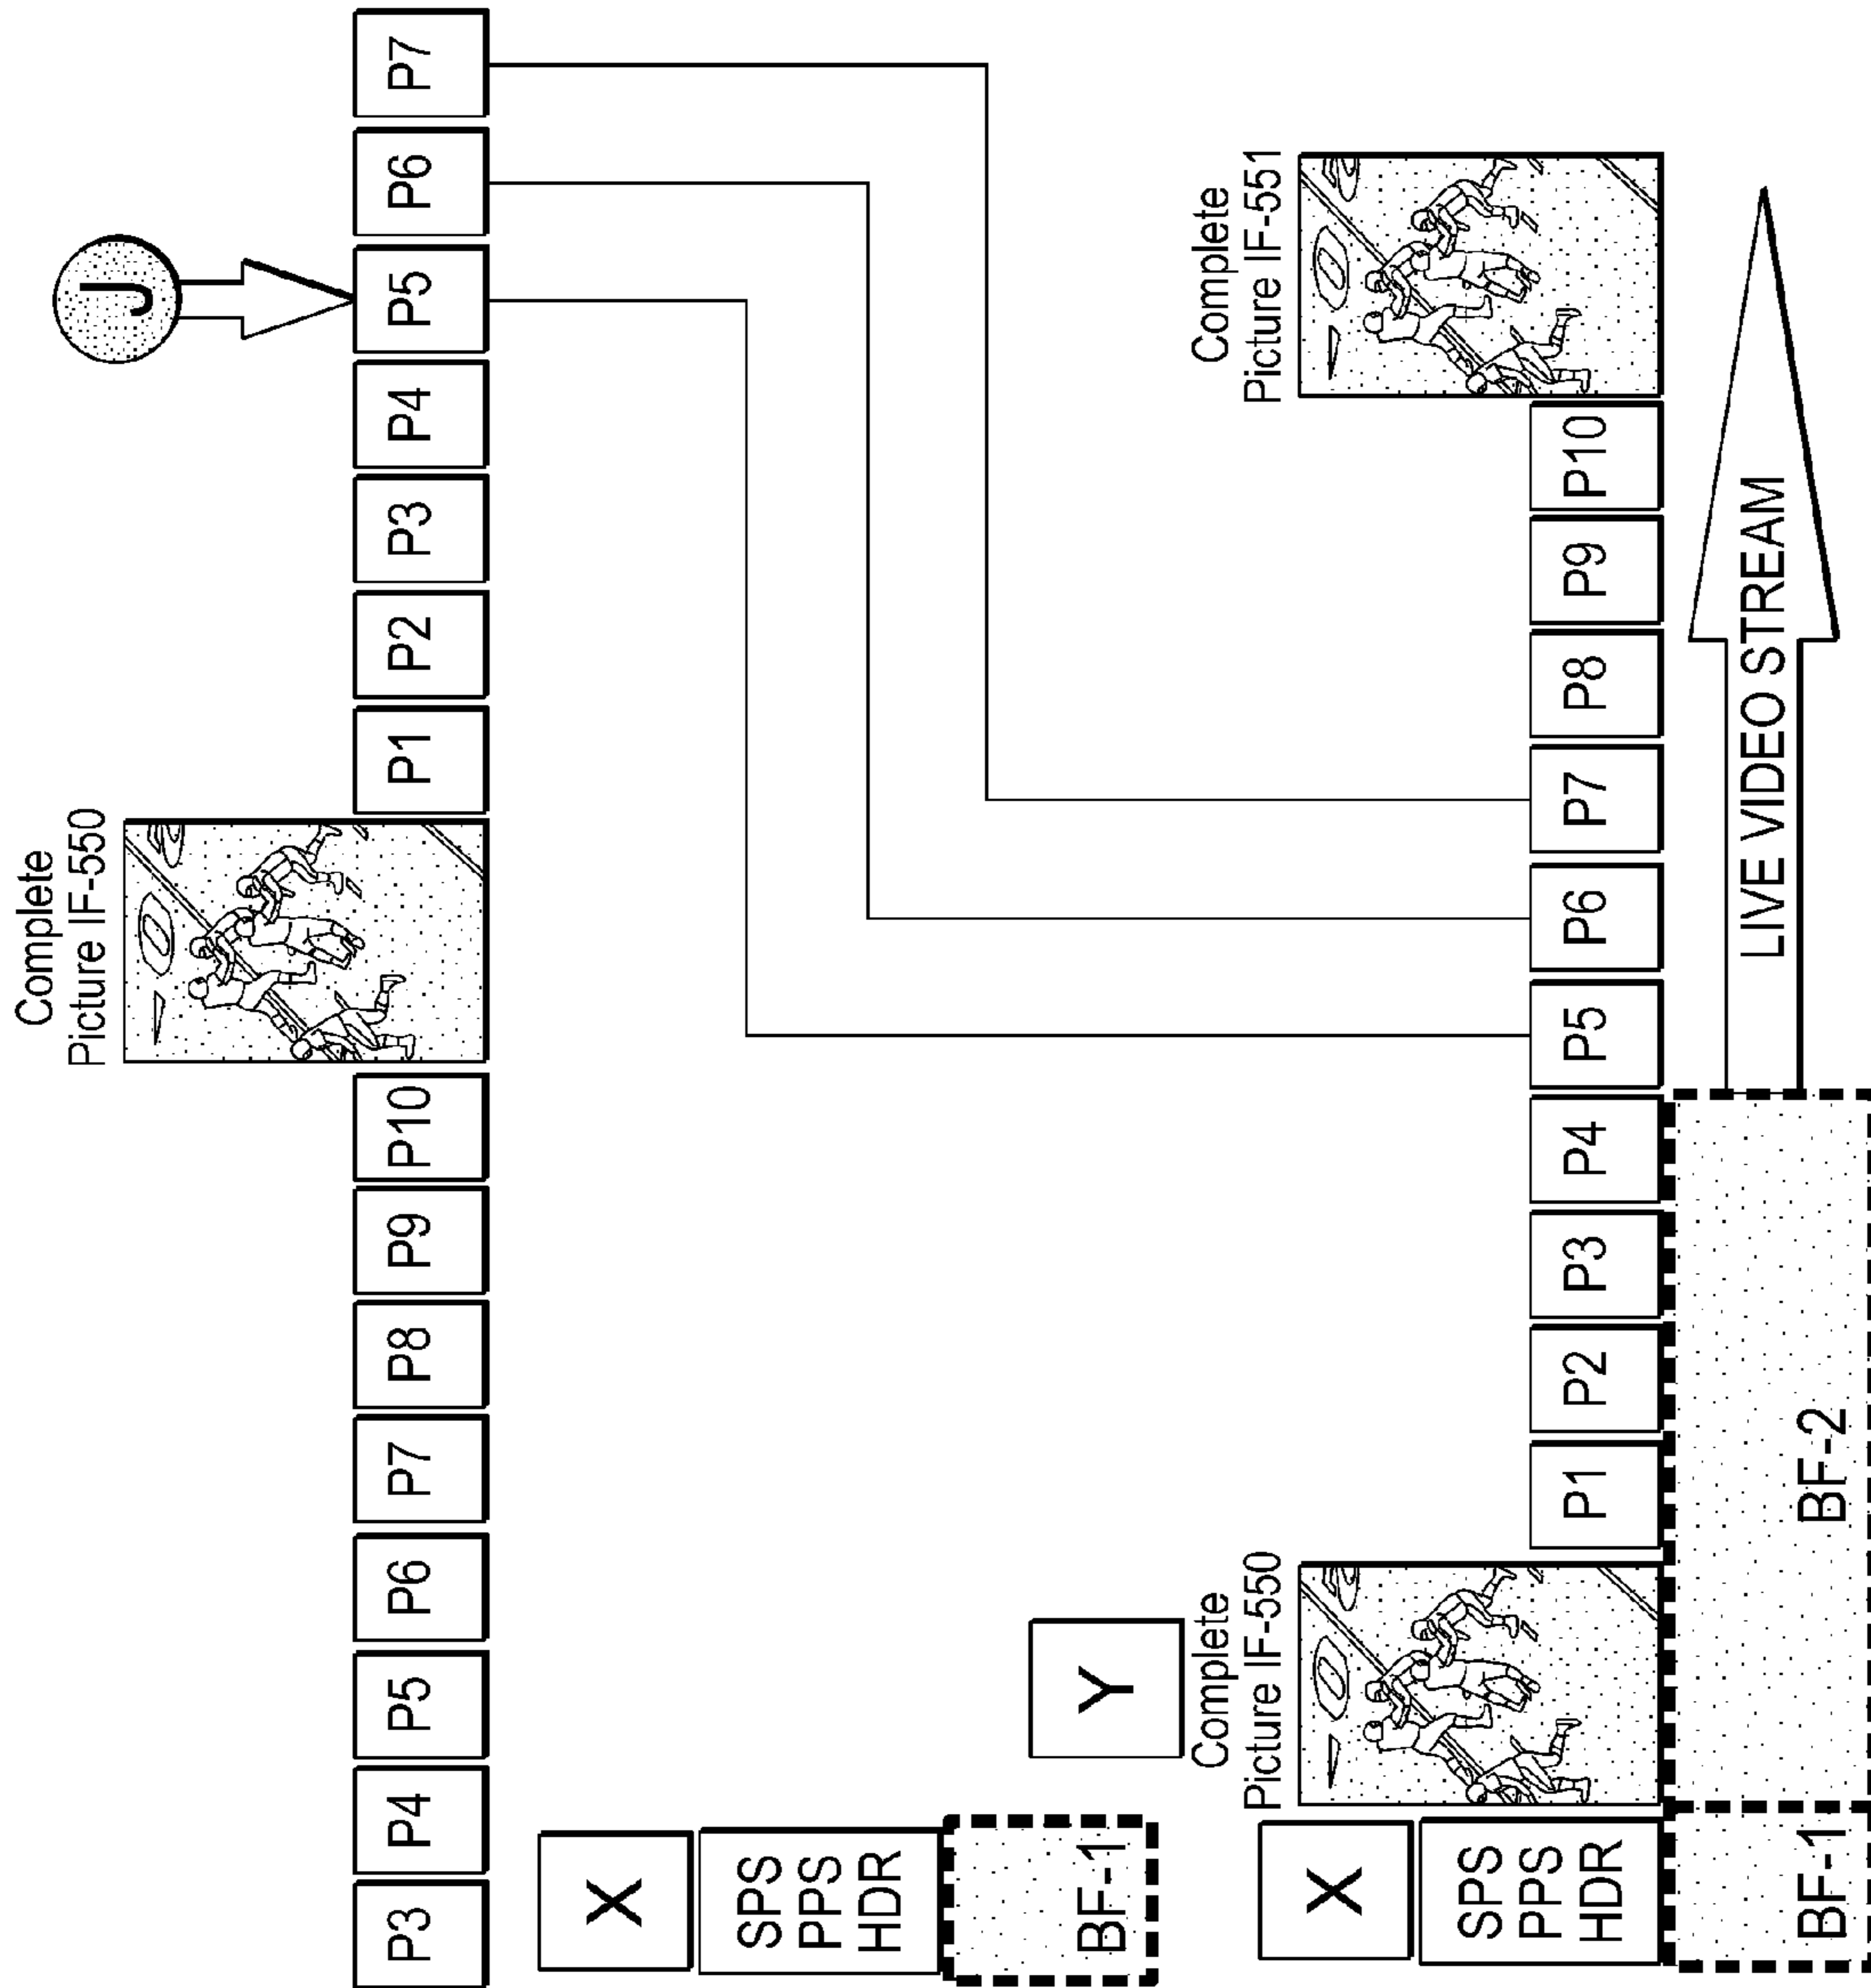 Complete
Picture IF-550
J
P3
P4
P5
P6
P7
P8
P9
P10
P1
P2
P3
P4
P5
P6
P7
X
SPS
PPS
HDR
BF-1
Y
Complete
Picture IF-550
Complete
Picture IF-551
X
SPS
PPS
HDR
P1
P2
P3
P4
P5
P6
P7
P8
P9
P10
BF-1
BF-2
LIVE VIDEO STREAM